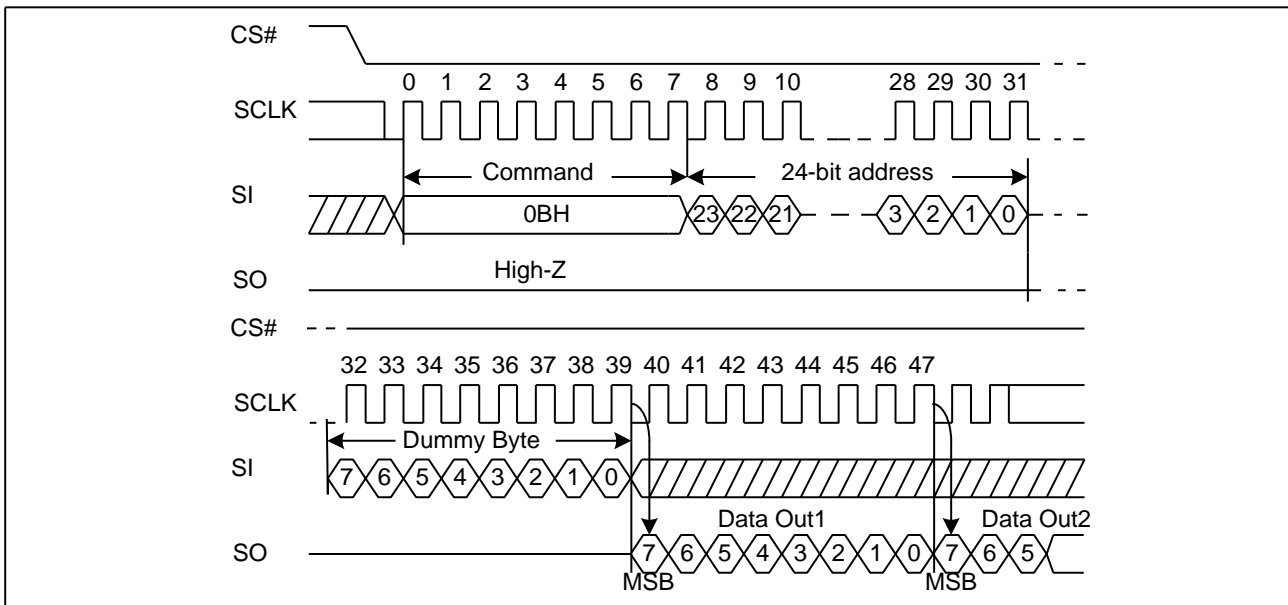 CS#
0 1 2 3 4 5 6 7 8 9 10 28 29 30 31
SCLK
Command 24-bit address
SI
0BH 23 22 21 3 2 1 0
High-Z
SO
CS#
32 33 34 35 36 37 38 39 40 41 42 43 44 45 46 47
SCLK
Dummy Byte
SI
7 6 5 4 3 2 1 0
Data Out1 Data Out2
SO
7 6 5 4 3 2 1 0 7 6 5
MSB MSB